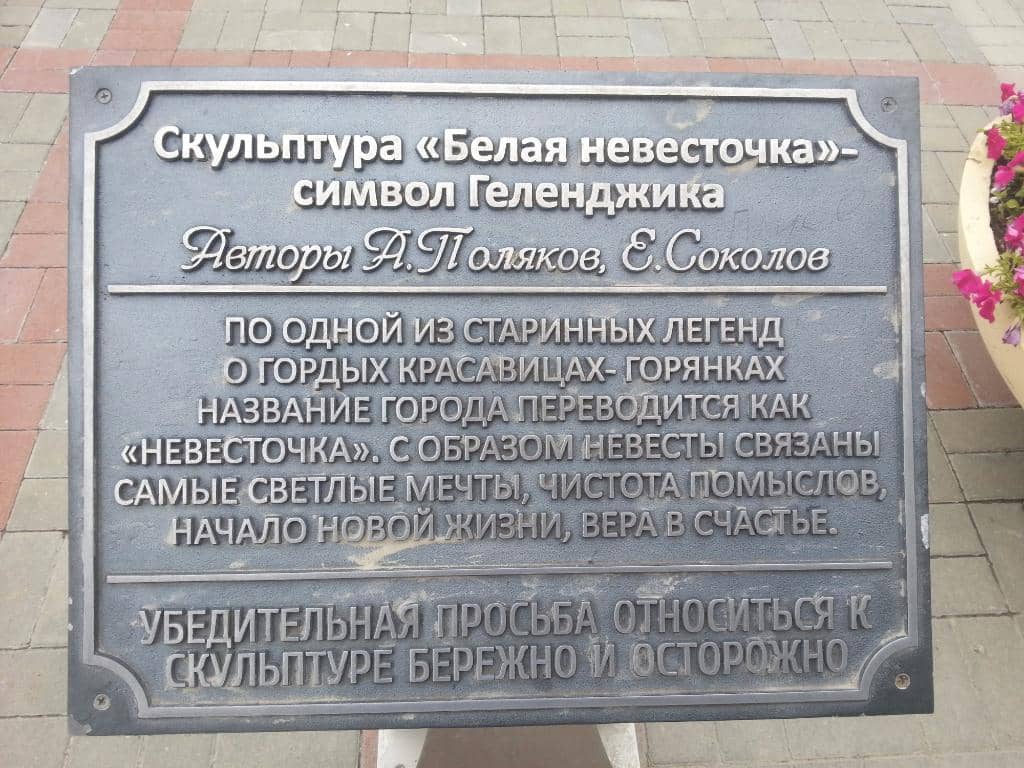 Скульптура «Белая невесточка»-
символ Геленджика
Авторы А.Поляков, Е.Соколов
ПО ОДНОЙ ИЗ СТАРИННЫХ ЛЕГЕНД
О ГОРДЫХ КРАСАВИЦАХ- ГОРЯНКАХ
НАЗВАНИЕ ГОРОДА ПЕРЕВОДИТСЯ КАК
«НЕВЕСТОЧКА». С ОБРАЗОМ НЕВЕСТЫ СВЯЗАНЫ
САМЫЕ СВЕТЛЫЕ МЕЧТЫ, ЧИСТОТА ПОМЫСЛОВ,
НАЧАЛО НОВОЙ ЖИЗНИ, ВЕРА В СЧАСТЬЕ.
УБЕДИТЕЛЬНАЯ ПРОСЬБА ОТНОСИТЬСЯ К
СКУЛЬПТУРЕ БЕРЕЖНО И ОСТОРОЖНО